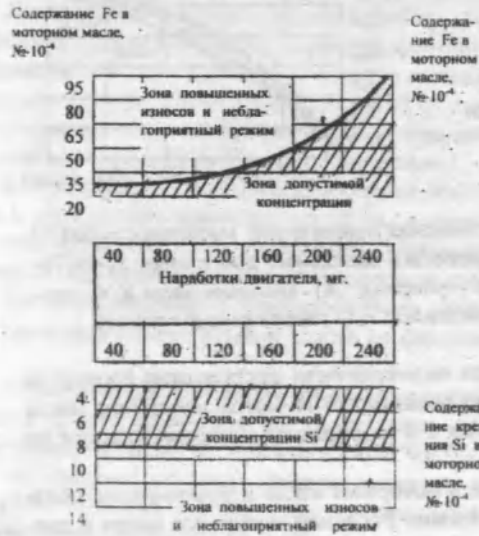 Содержание Fe в
моторном масле,
№·10⁻⁴
Содержа-
ние Fe в
моторном
масле,
№·10⁻⁴
95
80
65
50
35
20
Зона повышенных
износов и небла-
гоприятный режим
Зона допустимой
концентрации
40 80 120 160 200 240
Наработки двигателя, мг.
40 80 120 160 200 240
4
6
8
10
12
14
Зона допустимой
концентрации Si
Зона повышенных износов
и неблагоприятный режим
Содержа
ние крем
ния Si в
моторно
масле,
№·10⁻⁴